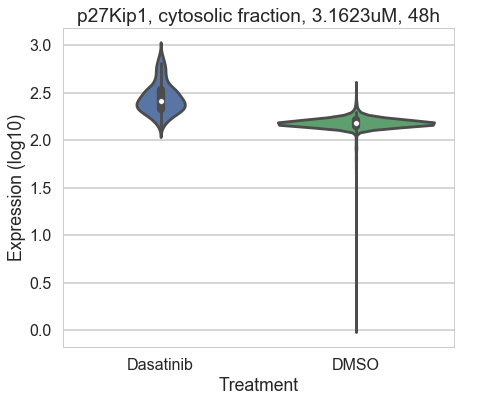 p27Kip1, cytosolic fraction, 3.1623uM, 48h
3.0
2.5
2.0
1.5
1.0
0.5
0.0
Expression (log10)
Dasatinib DMSO
Treatment